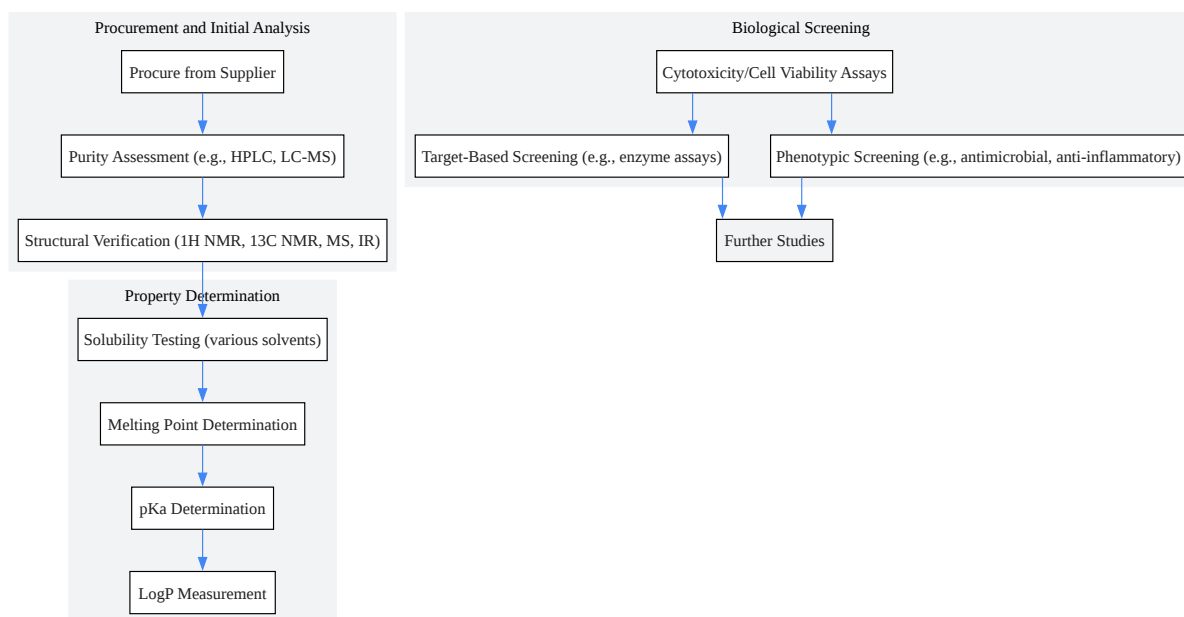 Procurement and Initial Analysis
Procure from Supplier
Purity Assessment (e.g., HPLC, LC-MS)
Structural Verification (1H NMR, 13C NMR, MS, IR)
Property Determination
Solubility Testing (various solvents)
Melting Point Determination
pKa Determination
LogP Measurement
Biological Screening
Cytotoxicity/Cell Viability Assays
Target-Based Screening (e.g., enzyme assays)
Phenotypic Screening (e.g., antimicrobial, anti-inflammatory)
Further Studies